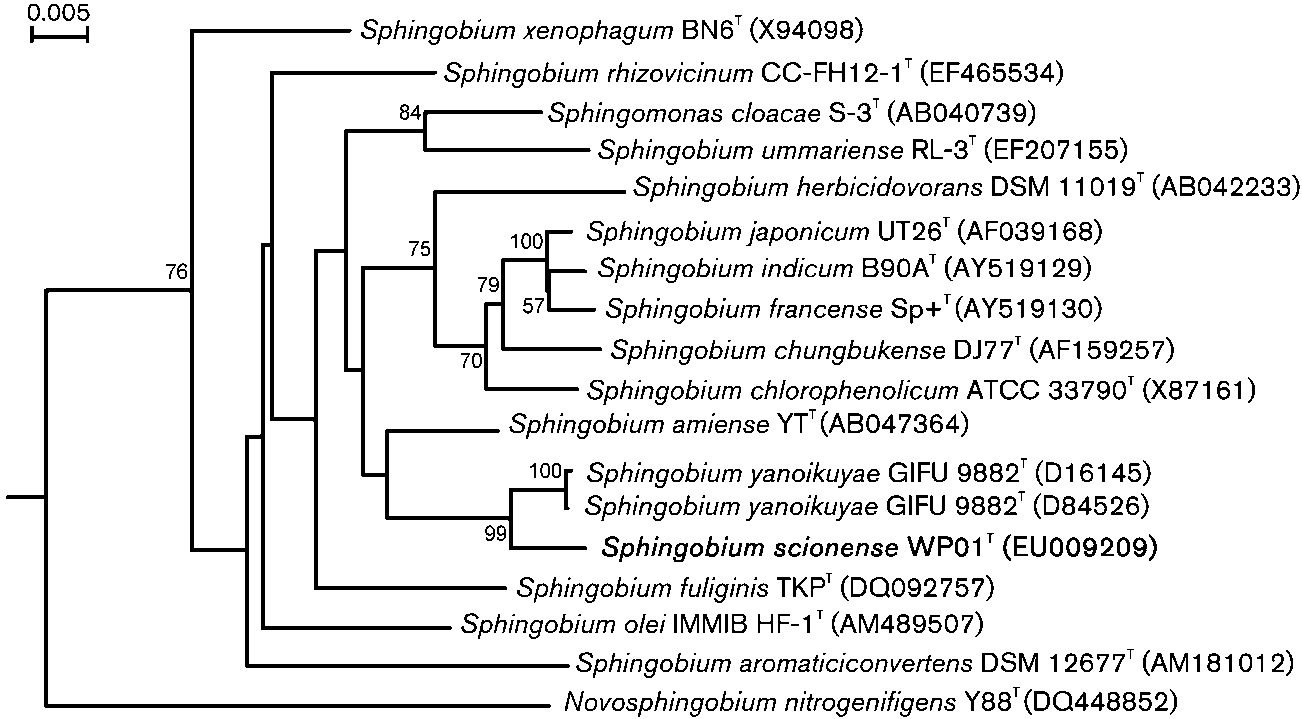 0.005
Sphingobium xenophagum BN6ᵀ (X94098)
Sphingobium rhizovicinum CC-FH12-1ᵀ (EF465534)
84
Sphingomonas cloacae S-3ᵀ (AB040739)
Sphingobium ummariense RL-3ᵀ (EF207155)
Sphingobium herbicidovorans DSM 11019ᵀ (AB042233)
75
100
Sphingobium japonicum UT26ᵀ (AF039168)
76
Sphingobium indicum B90Aᵀ (AY519129)
79
57
Sphingobium francense Sp+ᵀ (AY519130)
Sphingobium chungbukense DJ77ᵀ (AF159257)
70
Sphingobium chlorophenolicum ATCC 33790ᵀ (X87161)
Sphingobium amiense YTᵀ (AB047364)
100
Sphingobium yanoikuyae GIFU 9882ᵀ (D16145)
Sphingobium yanoikuyae GIFU 9882ᵀ (D84526)
99
Sphingobium scionense WP01ᵀ (EU009209)
Sphingobium fuliginis TKPᵀ (DQ092757)
Sphingobium olei IMMIB HF-1ᵀ (AM489507)
Sphingobium aromaticiconvertens DSM 12677ᵀ (AM181012)
Novosphingobium nitrogenifigens Y88ᵀ (DQ448852)